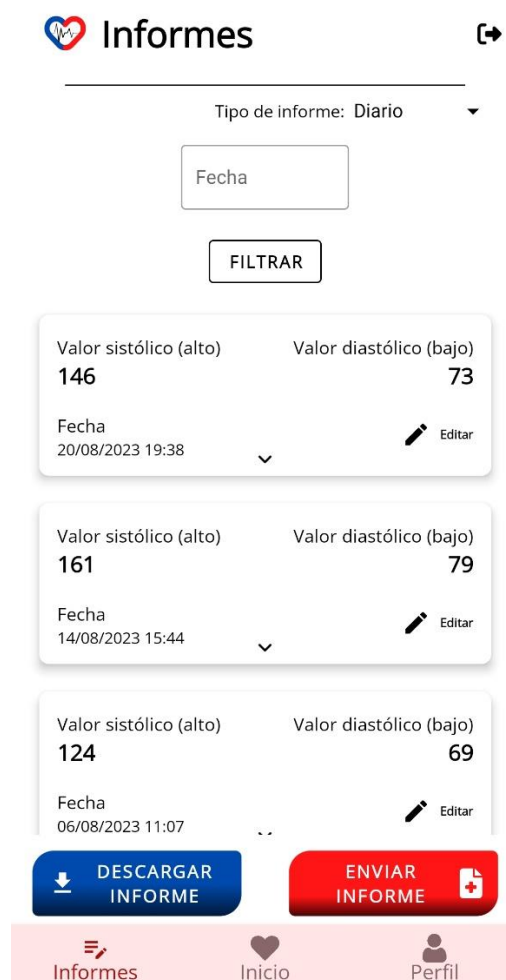 Informes
Tipo de informe: Diario
Fecha
FILTRAR
Valor sistólico (alto) Valor diastólico (bajo)
146 73
Fecha
20/08/2023 19:38
Editar
Valor sistólico (alto) Valor diastólico (bajo)
161 79
Fecha
14/08/2023 15:44
Editar
Valor sistólico (alto) Valor diastólico (bajo)
124 69
Fecha
06/08/2023 11:07
Editar
DESCARGAR
INFORME
ENVIAR
INFORME
Informes Inicio Perfil